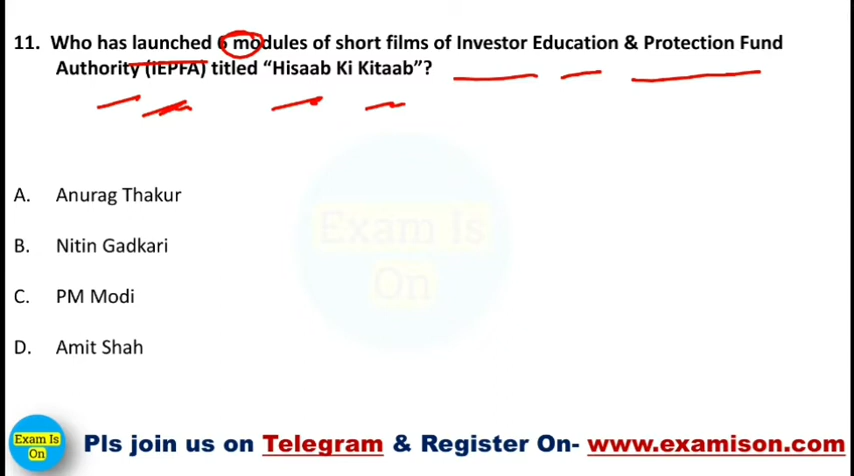 11. Who has launched 6 modules of short films of Investor Education & Protection Fund
Authority (IEPFA) titled “Hisaab Ki Kitaab”?
A. Anurag Thakur
Exam Is
B. Nitin Gadkari
On
C. PM Modi
D. Amit Shah
Exam Is
On
Pls join us on Telegram & Register On- www.examison.com